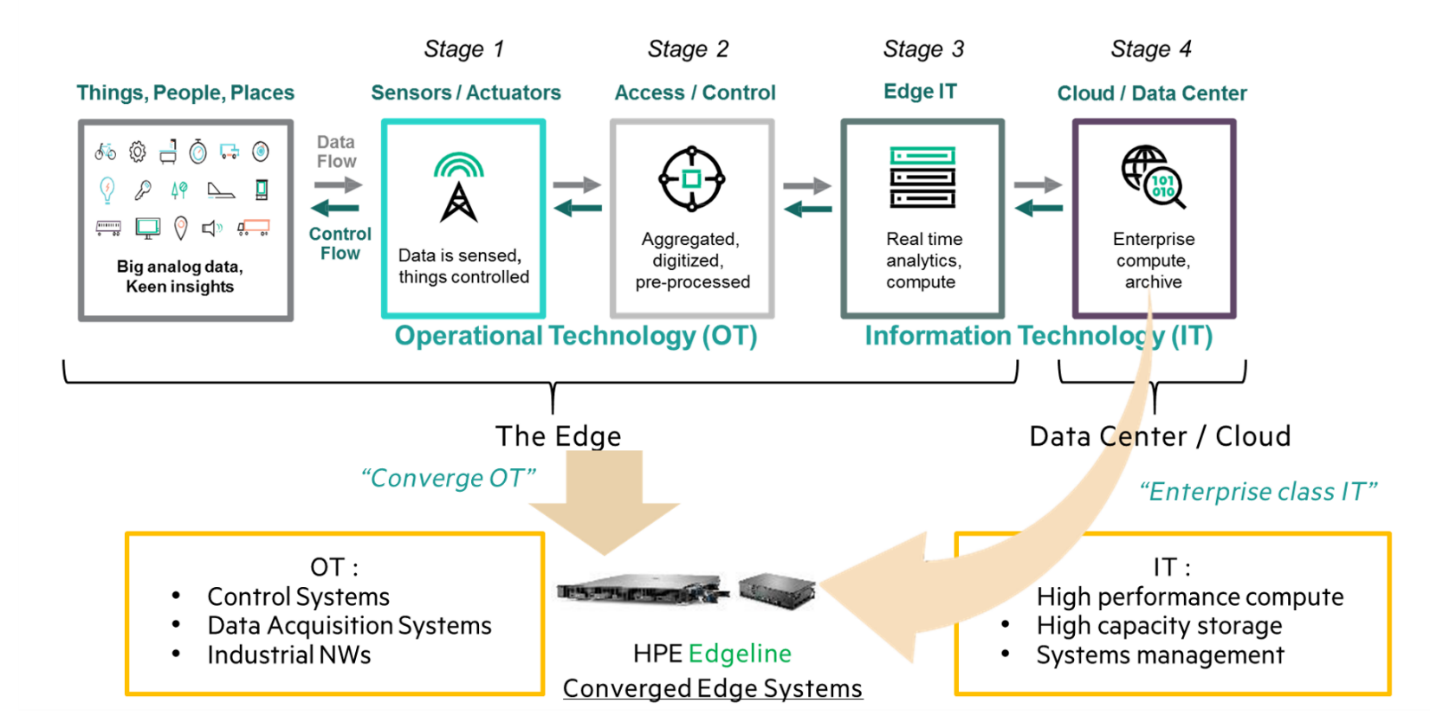 Stage 1
Stage 2
Stage 3
Stage 4
Things, People, Places
Sensors / Actuators
Access / Control
Edge IT
Cloud / Data Center
Big analog data,
Keen insights
Data
Flow
Control
Flow
Data is sensed,
things controlled
Aggregated,
digitized,
pre-processed
Real time
analytics,
compute
101
010
Enterprise
compute,
archive
Operational Technology (OT)
Information Technology (IT)
The Edge
Data Center / Cloud
“Converge OT”
“Enterprise class IT”
OT :
• Control Systems
• Data Acquisition Systems
• Industrial NWs
HPE Edgeline
Converged Edge Systems
IT :
High performance compute
• High capacity storage
• Systems management